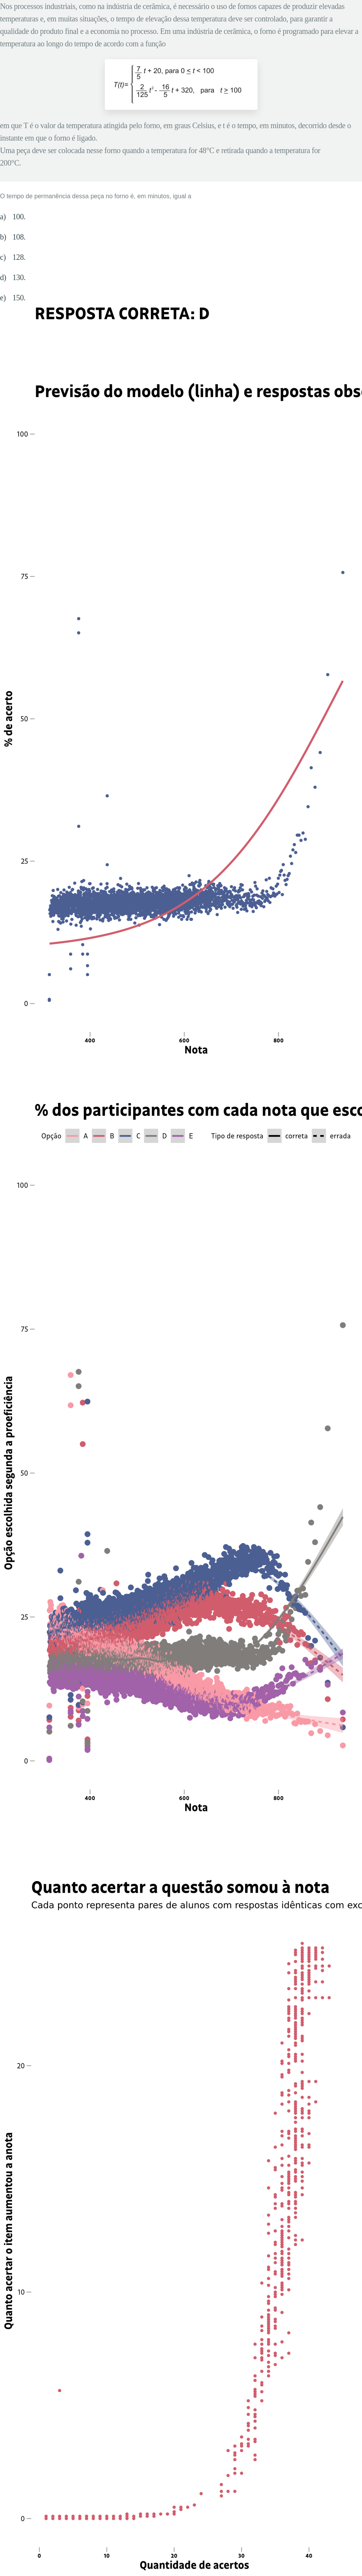 Nos processos industriais, como na indústria de cerâmica, é necessário o uso de fornos capazes de produzir elevadas
temperatura e, em muitas situações, o tempo de elevação dessa temperatura deve ser controlado, para garantir a
qualidade do produto final e a economia no processo. Em uma indústria de cerâmica, o forno é programado para elevar a
temperatura ao longo do tempo de acordo com a função
T(t)= { 7/5 t + 20, para 0 ≤ t < 100
2/125 t² - 16/5 t + 320, para t ≥ 100
em que T é o valor da temperatura atingida pelo forno, em graus Celsius, e t é o tempo, em minutos, decorrido desde o
instante em que o forno é ligado.
Uma peça deve ser colocada nesse forno quando a temperatura for 48°C e retirada quando a temperatura for
200°C.
O tempo de permanência dessa peça no forno é, em minutos, igual a
a) 100.
b) 108.
c) 128.
d) 130.
e) 150.
RESPOSTA CORRETA: D
Previsão do modelo (linha) e respostas obs
100
75
50
25
0
% de acerto
400 600 800
Nota
% dos participantes com cada nota que esco
Opção A B C D E Tipo de resposta correta errada
100
75
50
25
0
Opção escolhida segunda a proeficiência
400 600 800
Nota
Quanto acertar a questão somou à nota
Cada ponto representa pares de alunos com respostas idênticas com exc
20
10
0
Quanto acertar o item aumentou a anota
0 10 20 30 40
Quantidade de acertos